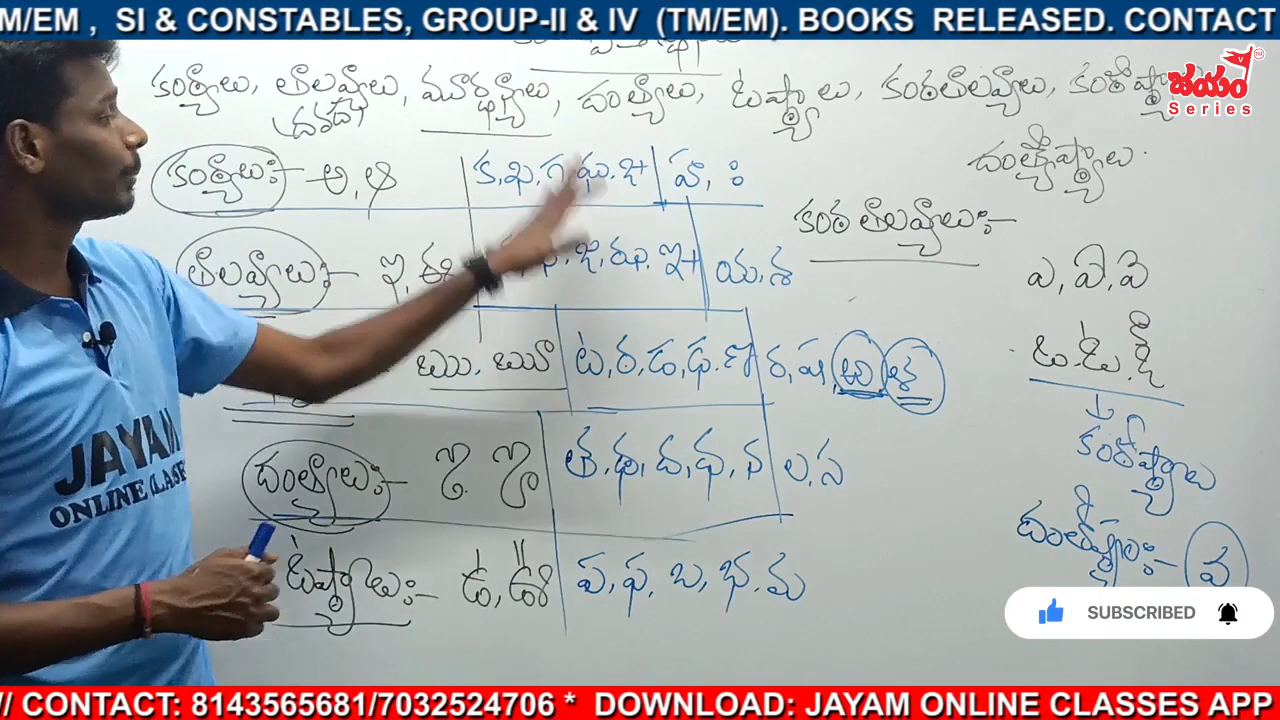 M/EM , SI & CONSTABLES, GROUP-II & IV (TM/EM). BOOKS RELEASED. CONTACT
జయం
Series
కంఠ్యాలు, తాలవ్యాలు, మూర్ధన్యాలు, దంత్యాలు, ఓష్ఠ్యాలు, కంఠతాలవ్యాలు,
దంత్యోష్ఠ్యాలు.
కంఠ్యాలు:- అ, ఆ క, ఖ, గ, ఘ, ఙ హ, ః
కంఠ తాలవ్యాలు:-
ఎ, ఏ, ఐ
తాలవ్యాలు:- ఇ, ఈ జ, ఝ, ఞ య, శ
ఋ, ౠ ట, ఠ, డ, ఢ, ణ ర, ష, ఱ, ళ
ఒ, ఓ, ఔ
కంఠోష్ఠ్యాలు
దంత్యాలు:- ఌ ౡ త, థ, ద, ధ, న ల, స
దంత్యోష్ఠ్యాలు:- వ
ఓష్ఠ్యాలు:- ఉ, ఊ ప, ఫ, బ, భ, మ
JAYAM
ONLINE CLASSES
SUBSCRIBED
// CONTACT: 8143565681/7032524706 * DOWNLOAD: JAYAM ONLINE CLASSES APP